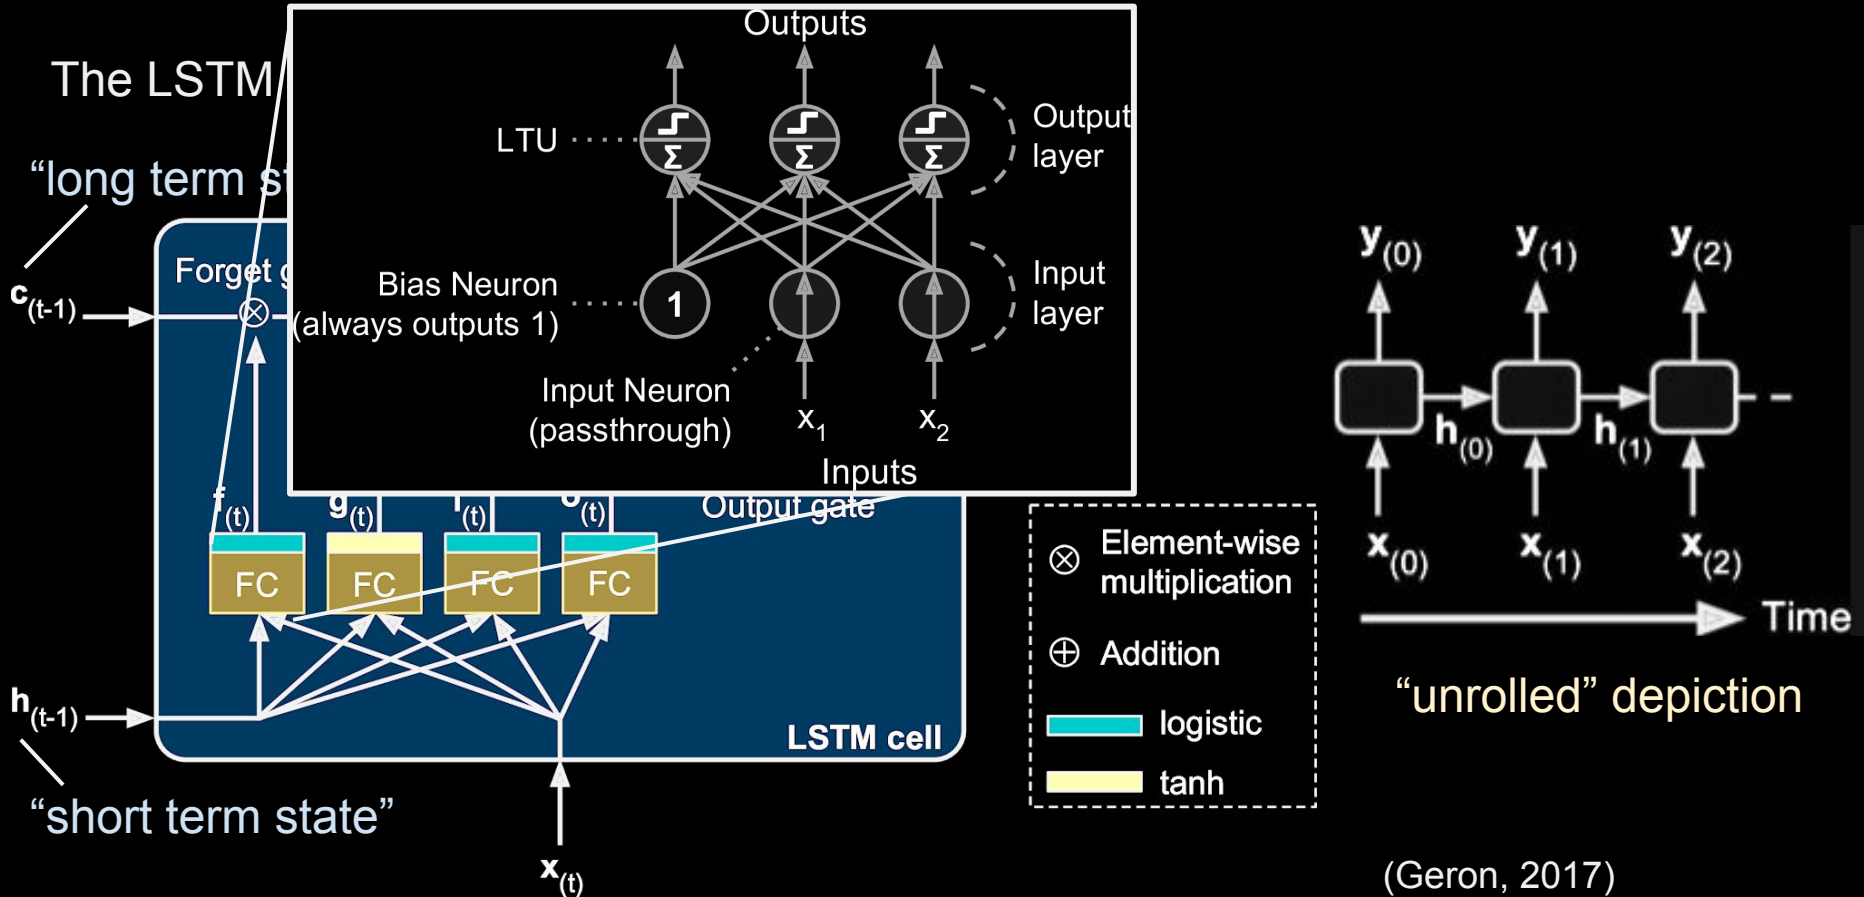 The LSTM
“long term st
c(t-1)
Forget g
f(t)
g(t)
i(t)
o(t)
Output gate
FC
FC
FC
FC
h(t-1)
LSTM cell
“short term state”
x(t)
Outputs
LTU
Σ
Σ
Σ
Output
layer
Bias Neuron
(always outputs 1)
1
Input
layer
Input Neuron
(passthrough)
x1
x2
Inputs
⊗ Element-wise
multiplication
⊕ Addition
logistic
tanh
y(0)
y(1)
y(2)
h(0)
h(1)
x(0)
x(1)
x(2)
Time
“unrolled” depiction
(Geron, 2017)